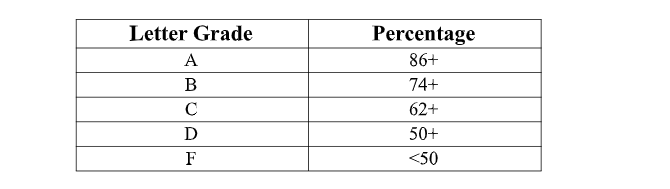 Letter Grade Percentage
A 86+
B 74+
C 62+
D 50+
F <50